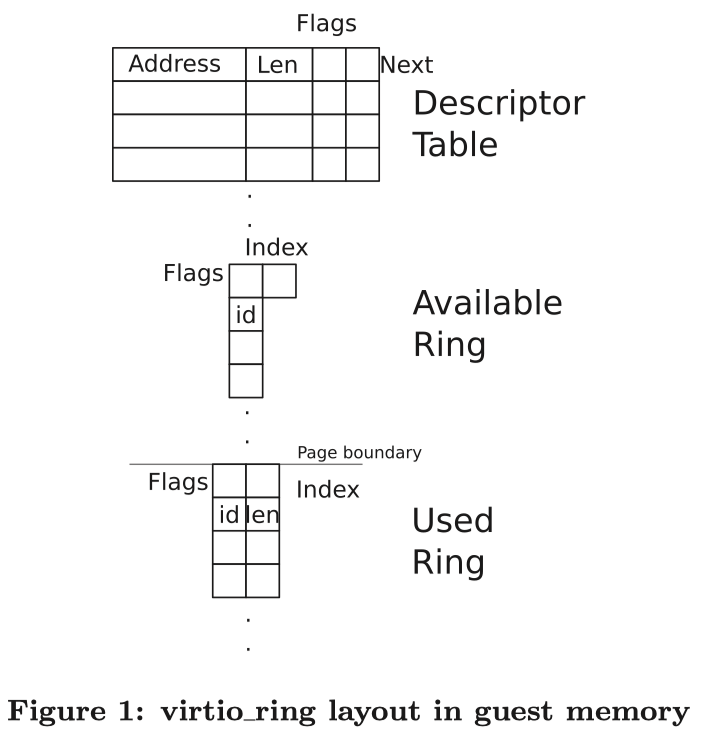 Flags
Address Len Next
Descriptor
Table
Index
Flags
id
Available
Ring
Page boundary
Flags Index
id len
Used
Ring
Figure 1: virtio_ring layout in guest memory